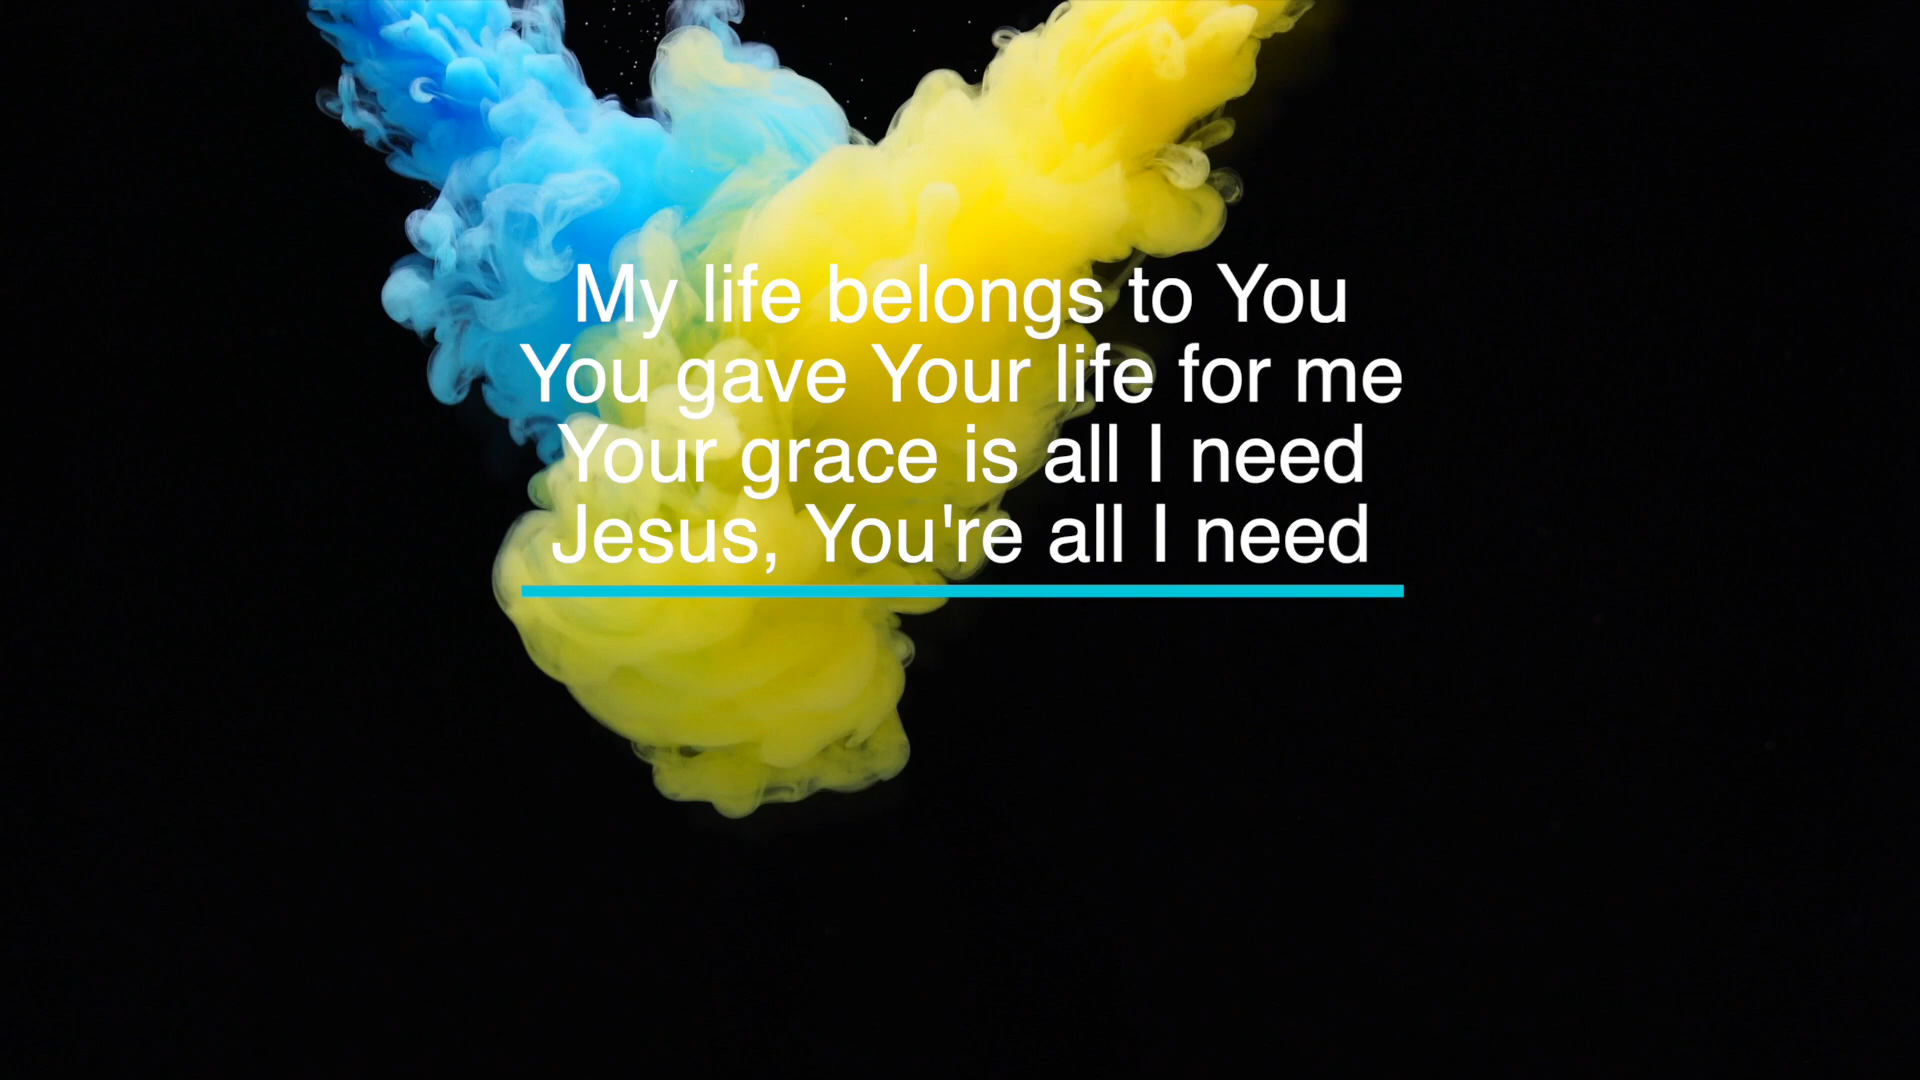 My life belongs to You
You gave Your life for me
Your grace is all I need
Jesus, You're all I need